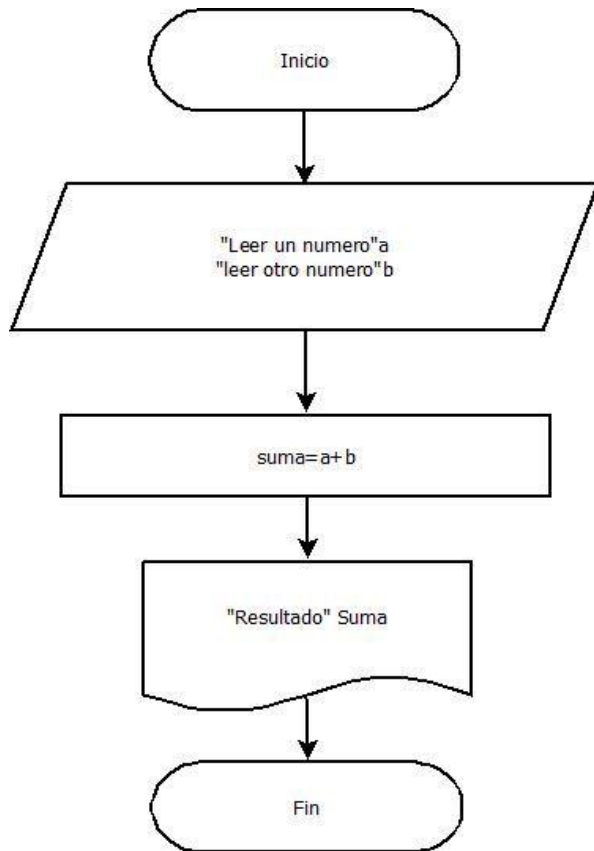 Inicio
"Leer un numero"a
"leer otro numero"b
suma=a+b
"Resultado" Suma
Fin